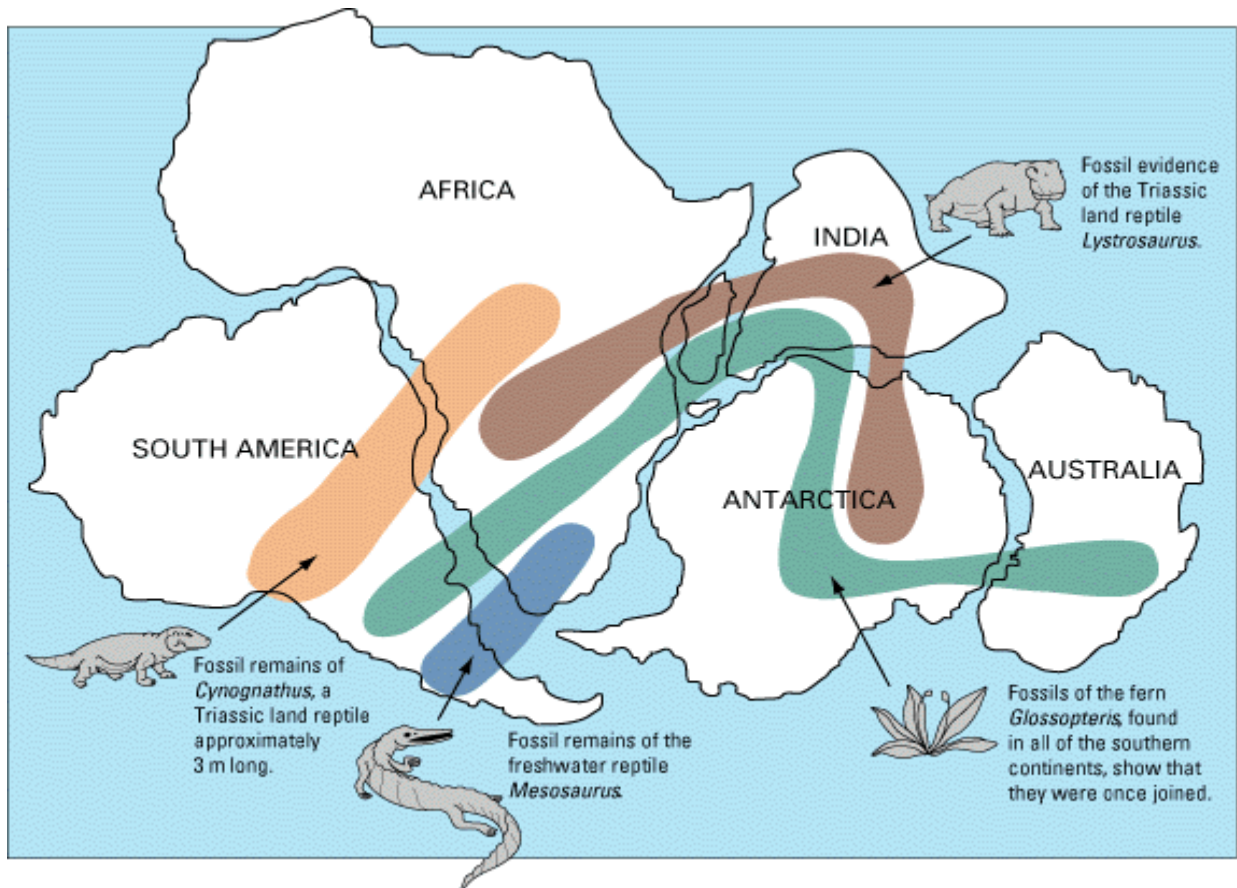 AFRICA
INDIA
Fossil evidence
of the Triassic
land reptile
Lystrosaurus.
SOUTH AMERICA
ANTARCTICA
AUSTRALIA
Fossil remains of
Cynognathus, a
Triassic land reptile
approximately
3 m long.
Fossil remains of the
freshwater reptile
Mesosaurus.
Fossils of the fern
Glossopteris, found
in all of the southern
continents, show that
they were once joined.